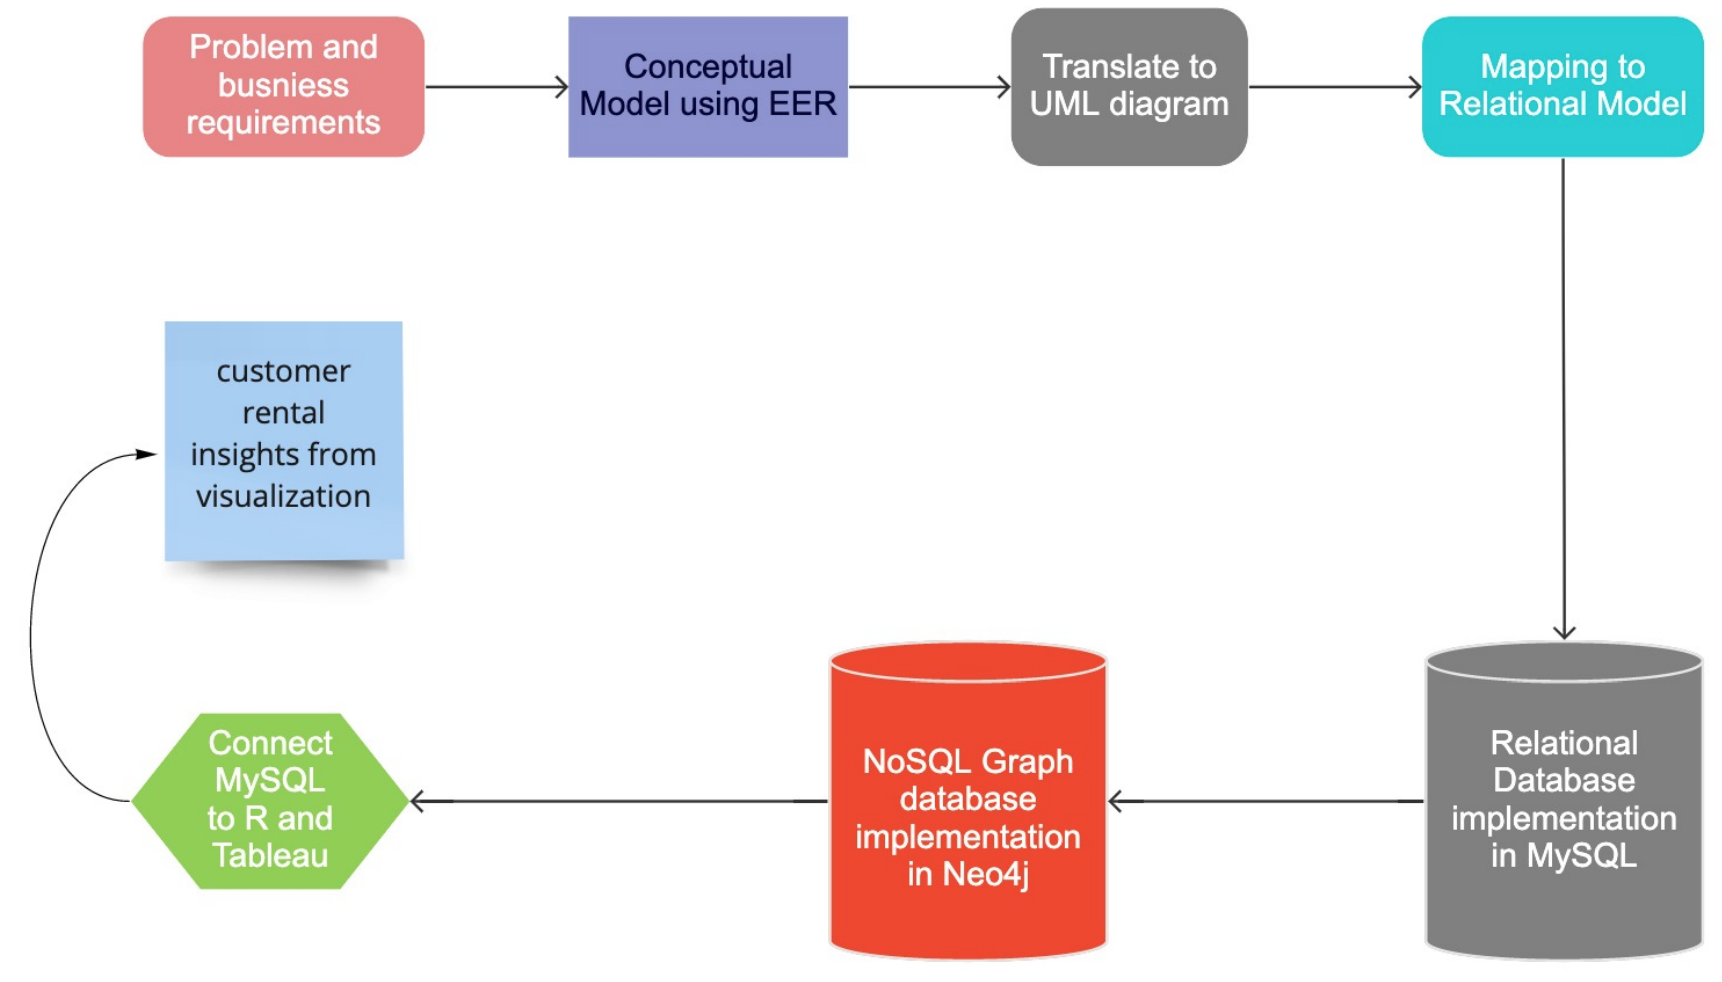 Problem and
busniess
requirements
Conceptual
Model using EER
Translate to
UML diagram
Mapping to
Relational Model
Relational
Database
implementation
in MySQL
NoSQL Graph
database
implementation
in Neo4j
Connect
MySQL
to R and
Tableau
customer
rental
insights from
visualization